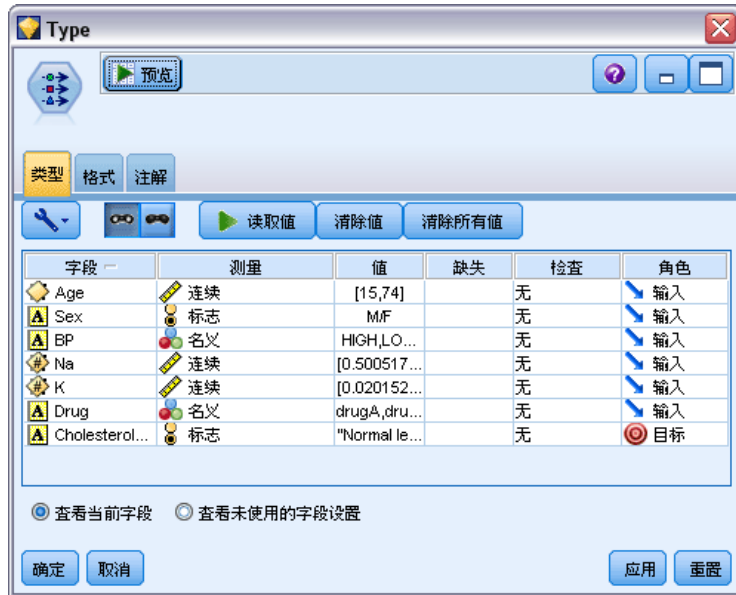 Type
预览
类型 格式 注解
读取值 清除值 清除所有值
字段 测量 值 缺失 检查 角色
Age 连续 [15,74] 无 输入
A Sex 标志 M/F 无 输入
A BP 名义 HIGH,LO... 无 输入
# Na 连续 [0.500517... 无 输入
# K 连续 [0.020152... 无 输入
A Drug 名义 drugA,dru... 无 输入
A Cholesterol... 标志 "Normal le... 无 目标
查看当前字段 查看未使用的字段设置
确定 取消 应用 重置